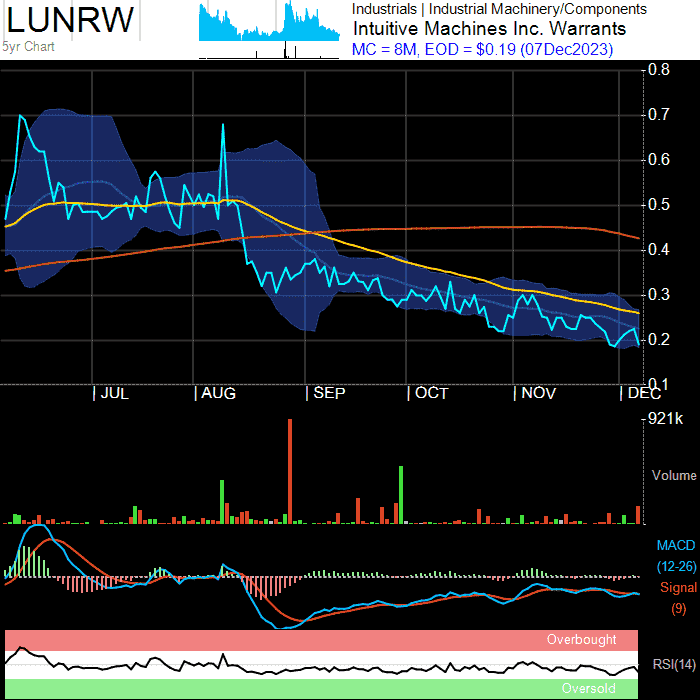 LUNRW
5yr Chart
Industrials | Industrial Machinery/Components
Intuitive Machines Inc. Warrants
MC = 8M, EOD = $0.19 (07Dec2023)
0.8
0.7
0.6
0.5
0.4
0.3
0.2
0.1
JUL
AUG
SEP
OCT
NOV
DEC
921k
Volume
MACD
(12-26)
Signal
(9)
Overbought
RSI(14)
Oversold